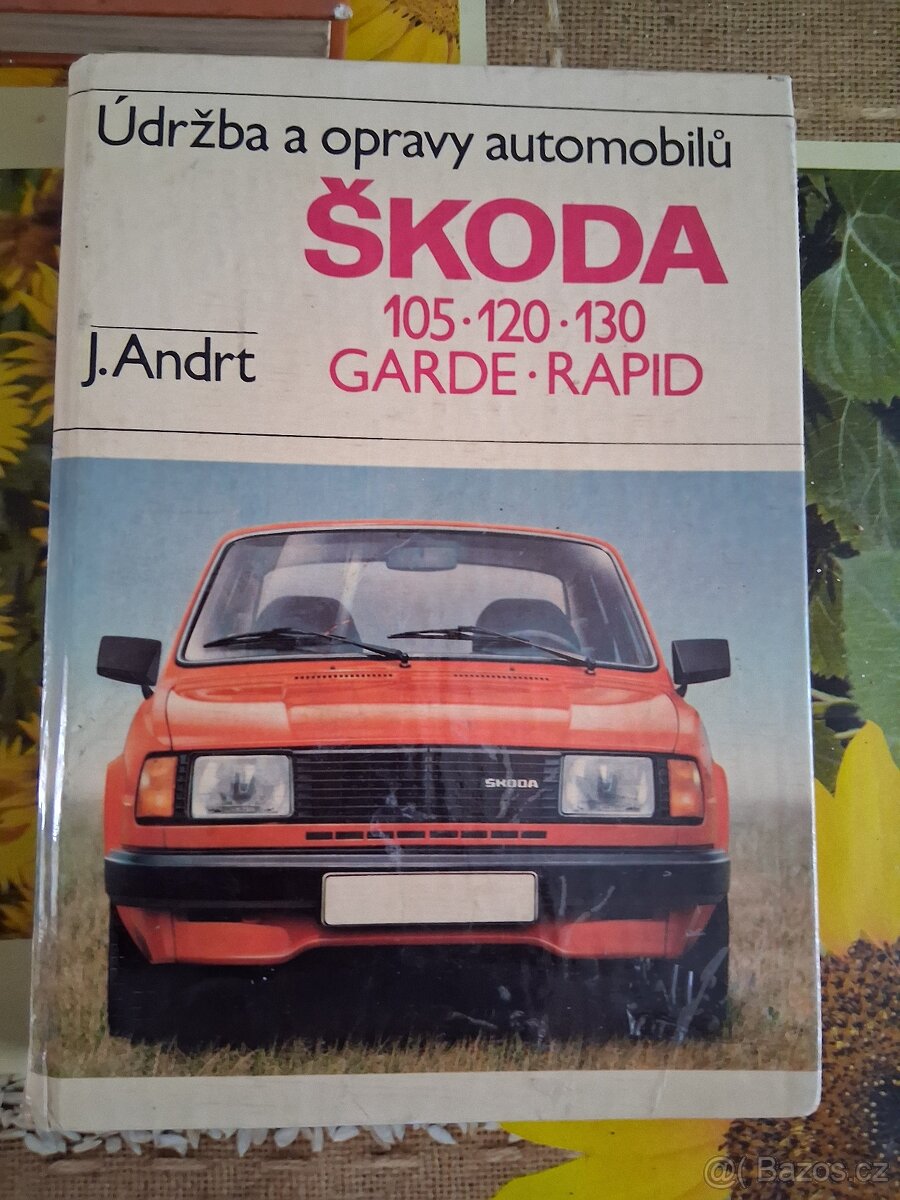 Údržba a opravy automobilů
ŠKODA
105·120·130
GARDE·RAPID
J. Andrt
ŠKODA
@( Bazos.cz